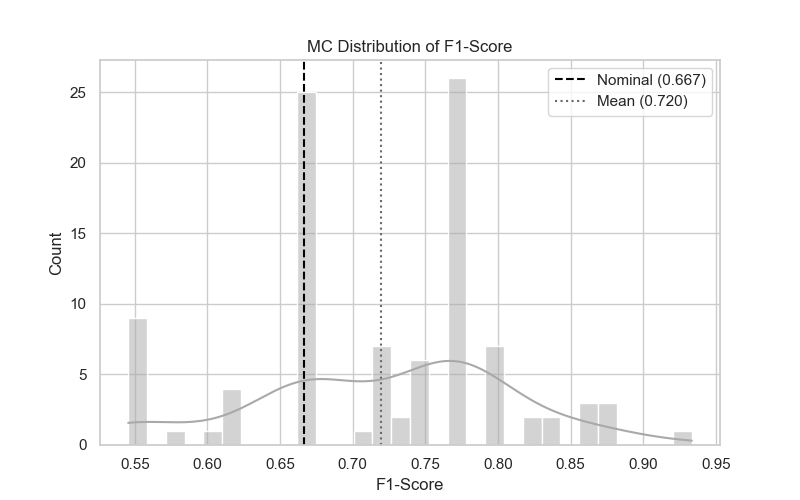 MC Distribution of F1-Score
Nominal (0.667)
Mean (0.720)
25
20
15
10
5
0
Count
0.55 0.60 0.65 0.70 0.75 0.80 0.85 0.90 0.95
F1-Score